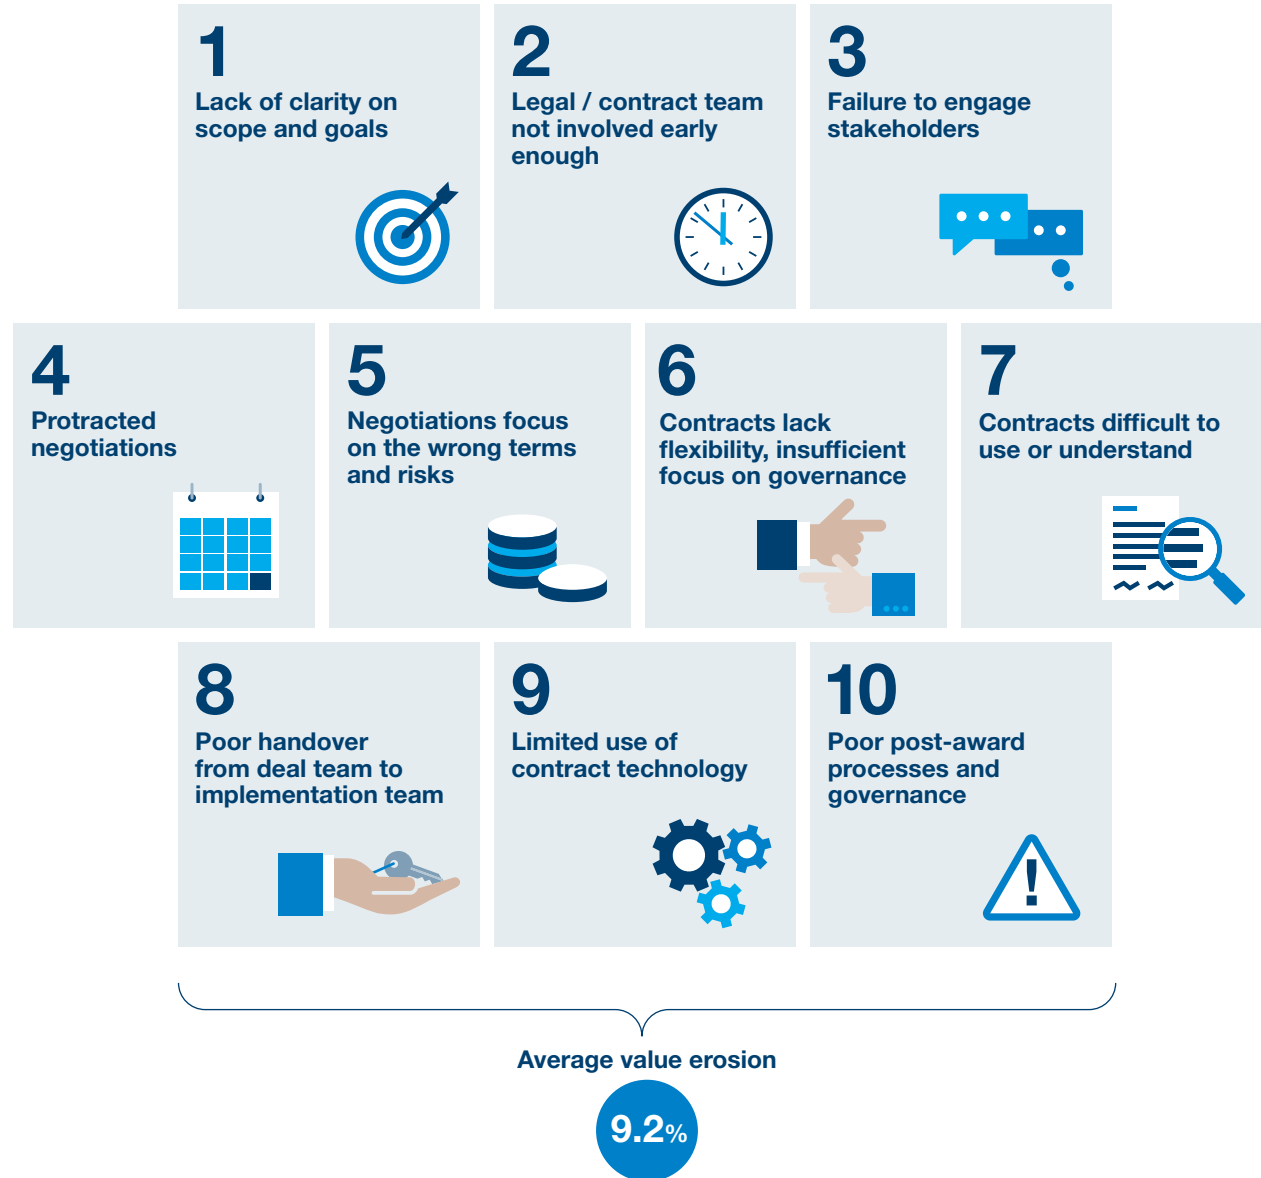 1
Lack of clarity on
scope and goals
2
Legal / contract team
not involved early
enough
3
Failure to engage
stakeholders
4
Protracted
negotiations
5
Negotiations focus
on the wrong terms
and risks
6
Contracts lack
flexibility, insufficient
focus on governance
7
Contracts difficult to
use or understand
8
Poor handover
from deal team to
implementation team
9
Limited use of
contract technology
10
Poor post-award
processes and
governance
!
Average value erosion
9.2%